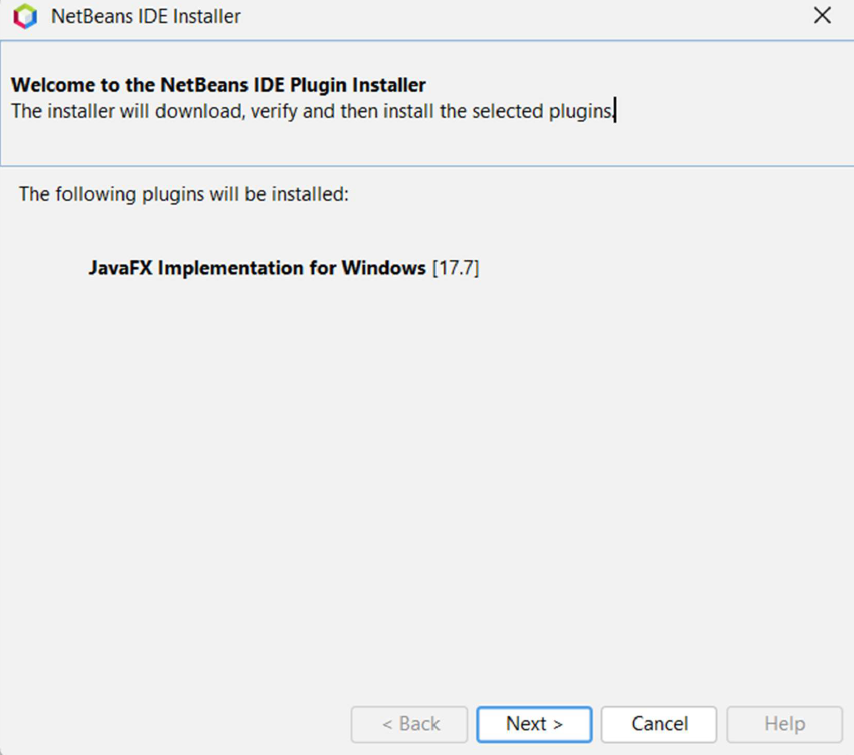 NetBeans IDE Installer
Welcome to the NetBeans IDE Plugin Installer
The installer will download, verify and then install the selected plugins.
The following plugins will be installed:
JavaFX Implementation for Windows [17.7]
< Back Next > Cancel Help